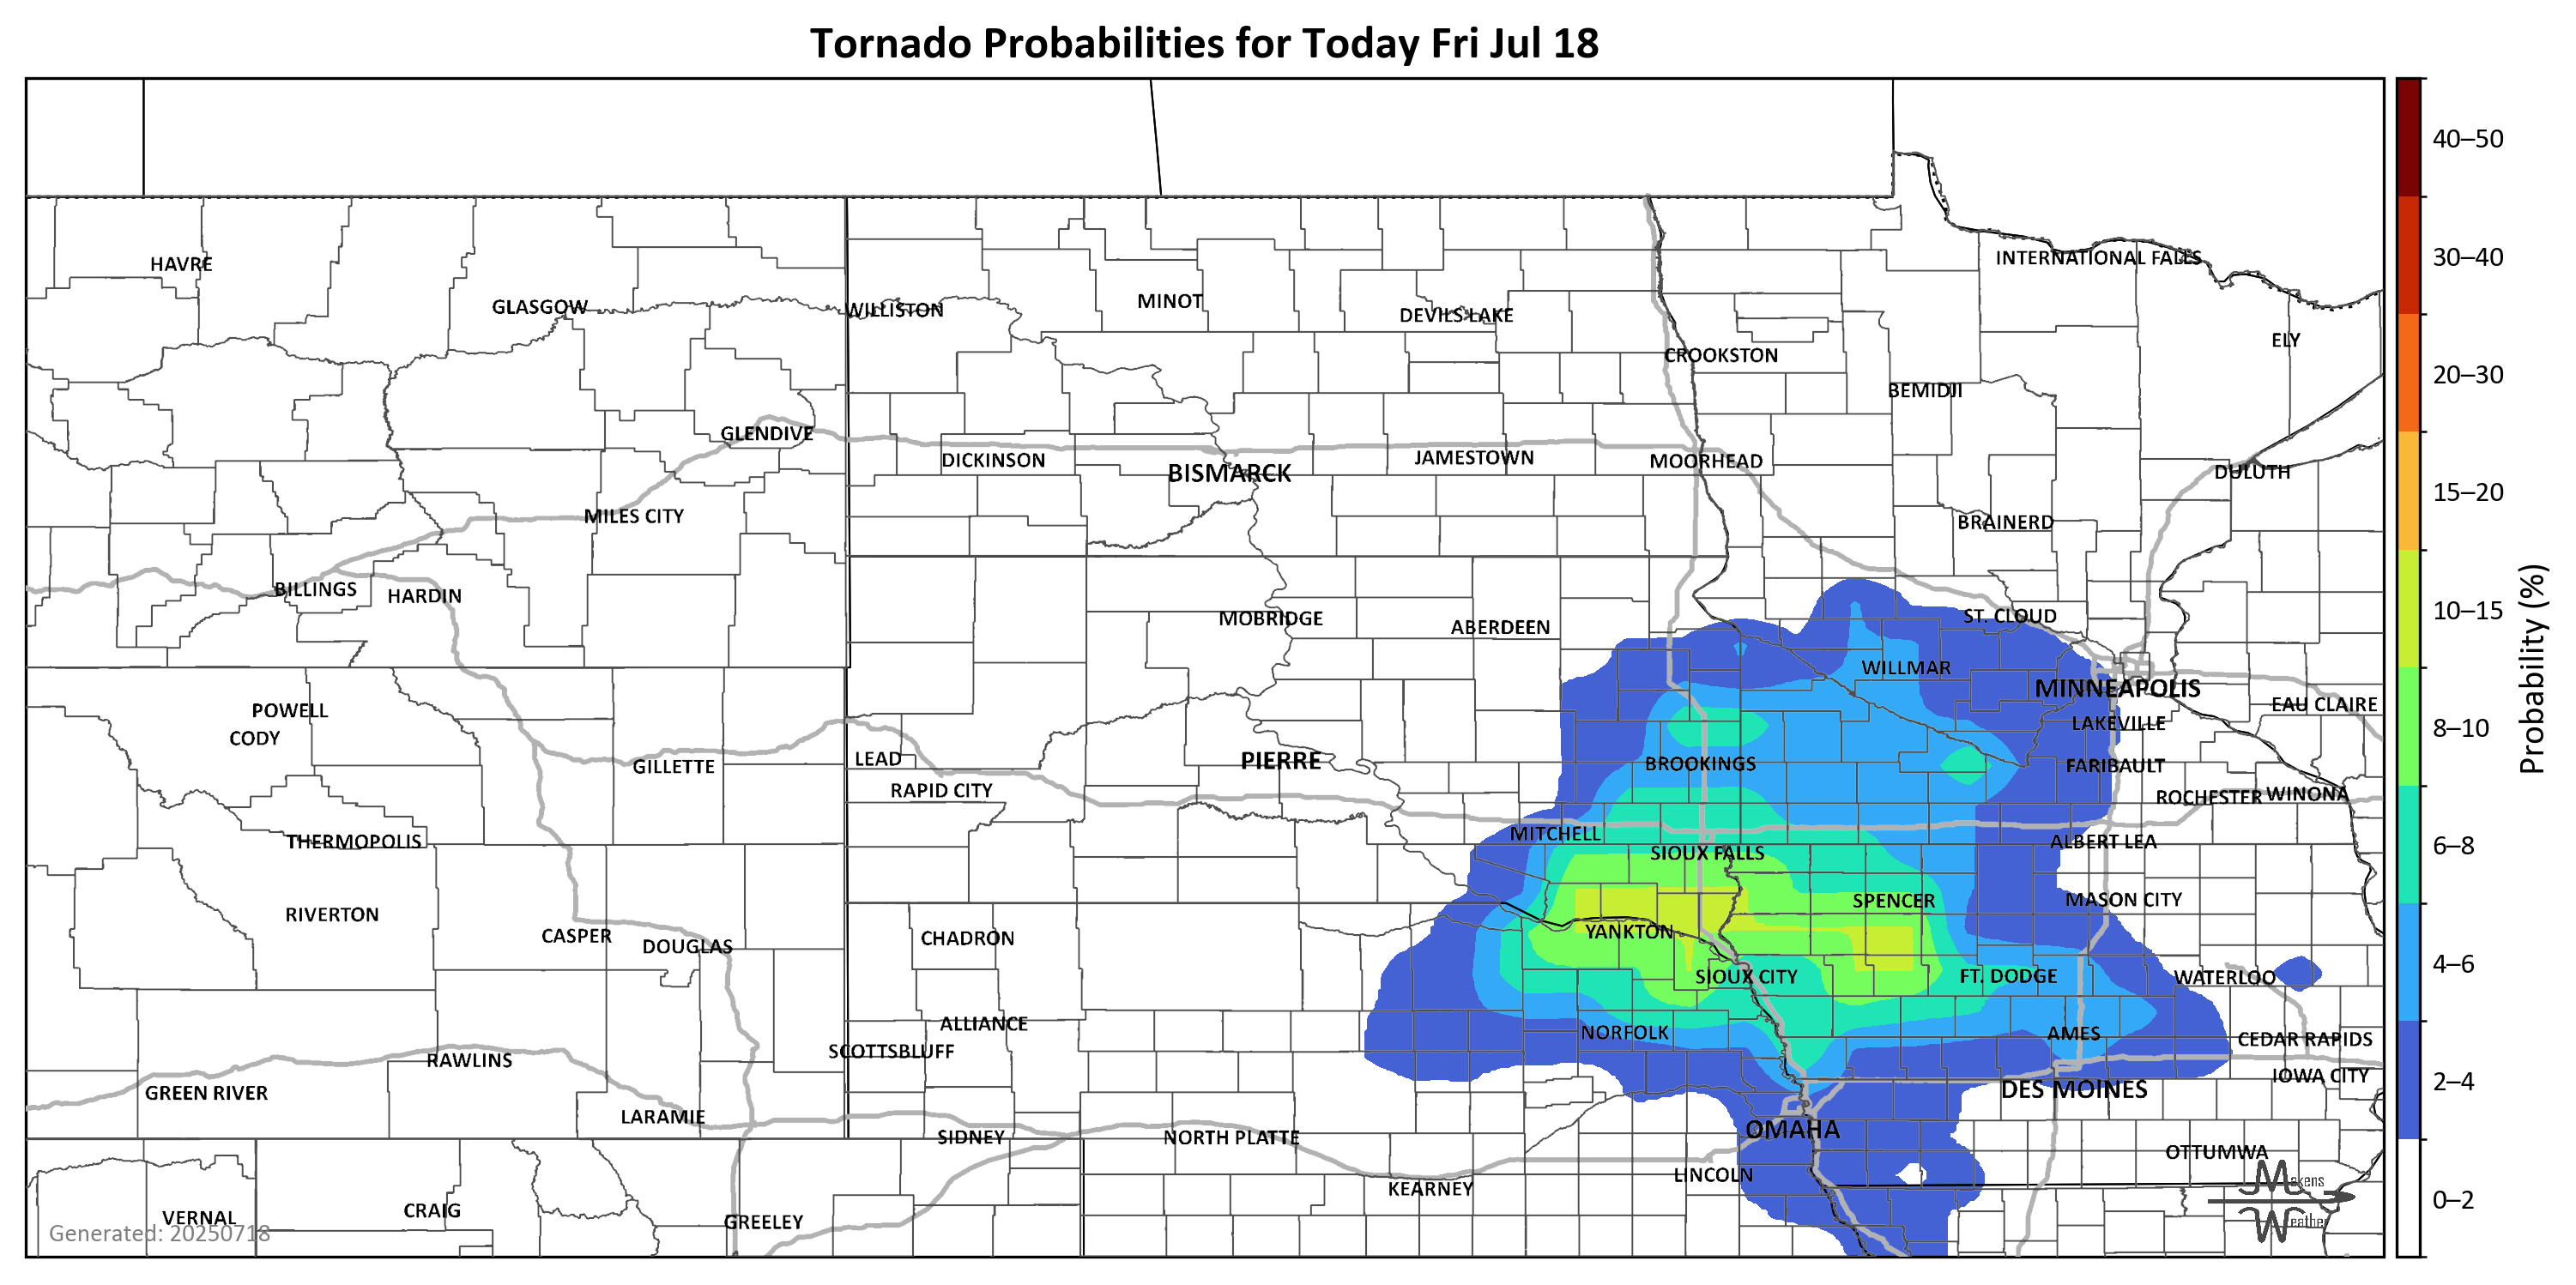 Tornado Probabilities for Today Fri Jul 18
40–50
HAVRE
INTERNATIONAL FALLS
30–40
GLASGOW
WILLISTON
MINOT
DEVILS LAKE
ELY
CROOKSTON
20–30
BEMIDJI
GLENDIVE
DICKINSON
BISMARCK
JAMESTOWN
MOORHEAD
DULUTH
15–20
MILES CITY
BRAINERD
BILLINGS
HARDIN
MOBRIDGE
ABERDEEN
ST. CLOUD
10–15
WILLMAR
Probability (%)
MINNEAPOLIS
POWELL
EAU CLAIRE
CODY
LAKEVILLE
8–10
GILLETTE
LEAD
PIERRE
BROOKINGS
FARIBAULT
RAPID CITY
ROCHESTER
WINONA
THERMOPOLIS
MITCHELL
ALBERT LEA
SIOUX FALLS
6–8
RIVERTON
SPENCER
MASON CITY
CASPER
DOUGLAS
CHADRON
YANKTON
SIOUX CITY
FT. DODGE
WATERLOO
4–6
ALLIANCE
NORFOLK
AMES
CEDAR RAPIDS
RAWLINS
SCOTTSBLUFF
IOWA CITY
GREEN RIVER
DES MOINES
2–4
LARAMIE
SIDNEY
NORTH PLATTE
OMAHA
OTTUMWA
LINCOLN
KEARNEY
Makens
VERNAL
CRAIG
GREELEY
0–2
Weather
Generated: 20250718